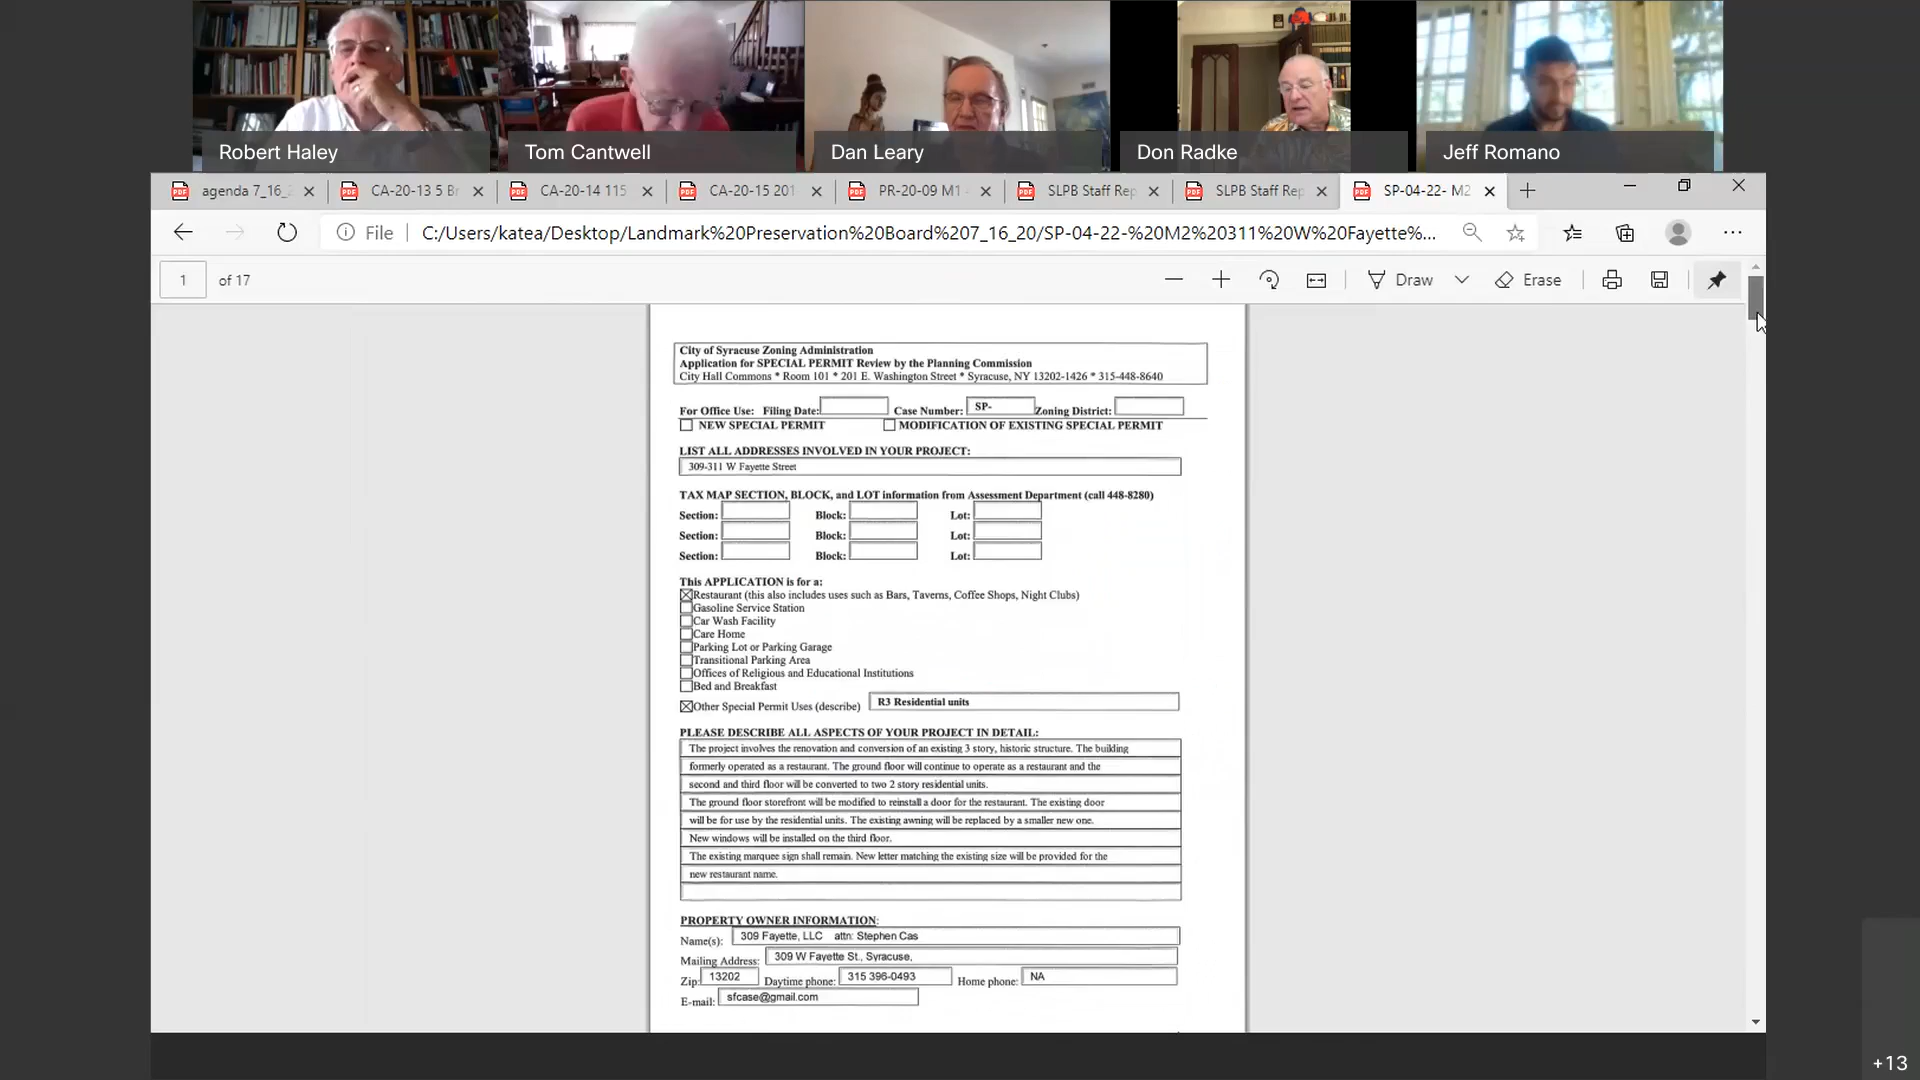 Robert Haley
Tom Cantwell
Dan Leary
Don Radke
Jeff Romano
agenda 7_16_
CA-20-13 5 B
CA-20-14 115
CA-20-15 201
PR-20-09 M1
SLPB Staff Rep
SLPB Staff Rep
SP-04-22- M2
File
C:/Users/katea/Desktop/Landmark%20Preservation%20Board%207_16_20/SP-04-22-%20M2%20311%20W%20Fayette%...
1 of 17
Draw
Erase
City of Syracuse Zoning Administration
Application for SPECIAL PERMIT Review by the Planning Commission
City Hall Commons * Room 101 * 201 E. Washington Street * Syracuse, NY 13202-1426 * 315-448-8640
For Office Use: Filing Date: Case Number: SP- Zoning District:
NEW SPECIAL PERMIT MODIFICATION OF EXISTING SPECIAL PERMIT
LIST ALL ADDRESSES INVOLVED IN YOUR PROJECT:
309-311 W Fayette Street
TAX MAP SECTION, BLOCK, and LOT information from Assessment Department (call 448-8280)
Section: Block: Lot:
Section: Block: Lot:
Section: Block: Lot:
This APPLICATION is for a:
Restaurant (this also includes uses such as Bars, Taverns, Coffee Shops, Night Clubs)
Gasoline Service Station
Car Wash Facility
Care Home
Parking Lot or Parking Garage
Transitional Parking Area
Offices of Religious and Educational Institutions
Bed and Breakfast
Other Special Permit Uses (describe) R3 Residential units
PLEASE DESCRIBE ALL ASPECTS OF YOUR PROJECT IN DETAIL:
The project involves the renovation and conversion of an existing 3 story, historic structure. The building
formerly operated as a restaurant. The ground floor will continue to operate as a restaurant and the
second and third floor will be converted to two 2 story residential units.
The ground floor storefront will be modified to reinstall a door for the restaurant. The existing door
will be for use by the residential units. The existing awning will be replaced by a smaller new one.
New windows will be installed on the third floor.
The existing marquee sign shall remain. New letter matching the existing size will be provided for the
new restaurant name.
PROPERTY OWNER INFORMATION:
Name(s): 309 Fayette, LLC attn: Stephen Cas
Mailing Address: 309 W Fayette St., Syracuse,
Zip: 13202 Daytime phone: 315 396-0493 Home phone: NA
E-mail: sfcase@gmail.com
+13